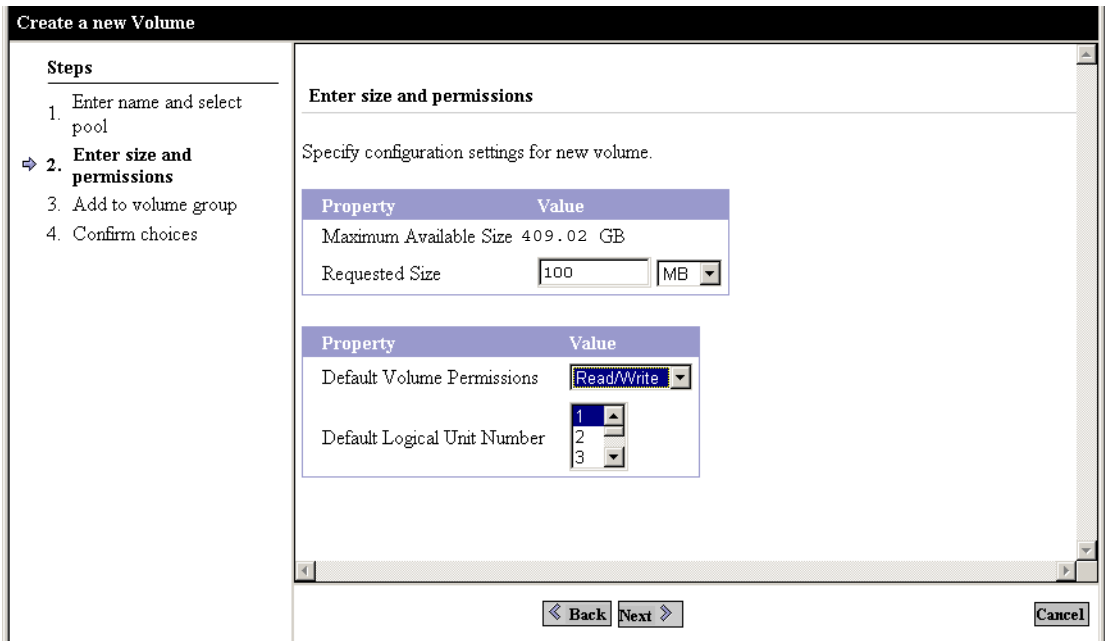 Create a new Volume
Steps
1. Enter name and select
pool
2. Enter size and
permissions
3. Add to volume group
4. Confirm choices
Enter size and permissions
Specify configuration settings for new volume.
Property Value
Maximum Available Size 409.02 GB
Requested Size 100 MB
Property Value
Default Volume Permissions Read/Write
Default Logical Unit Number
1
2
3
Back Next Cancel